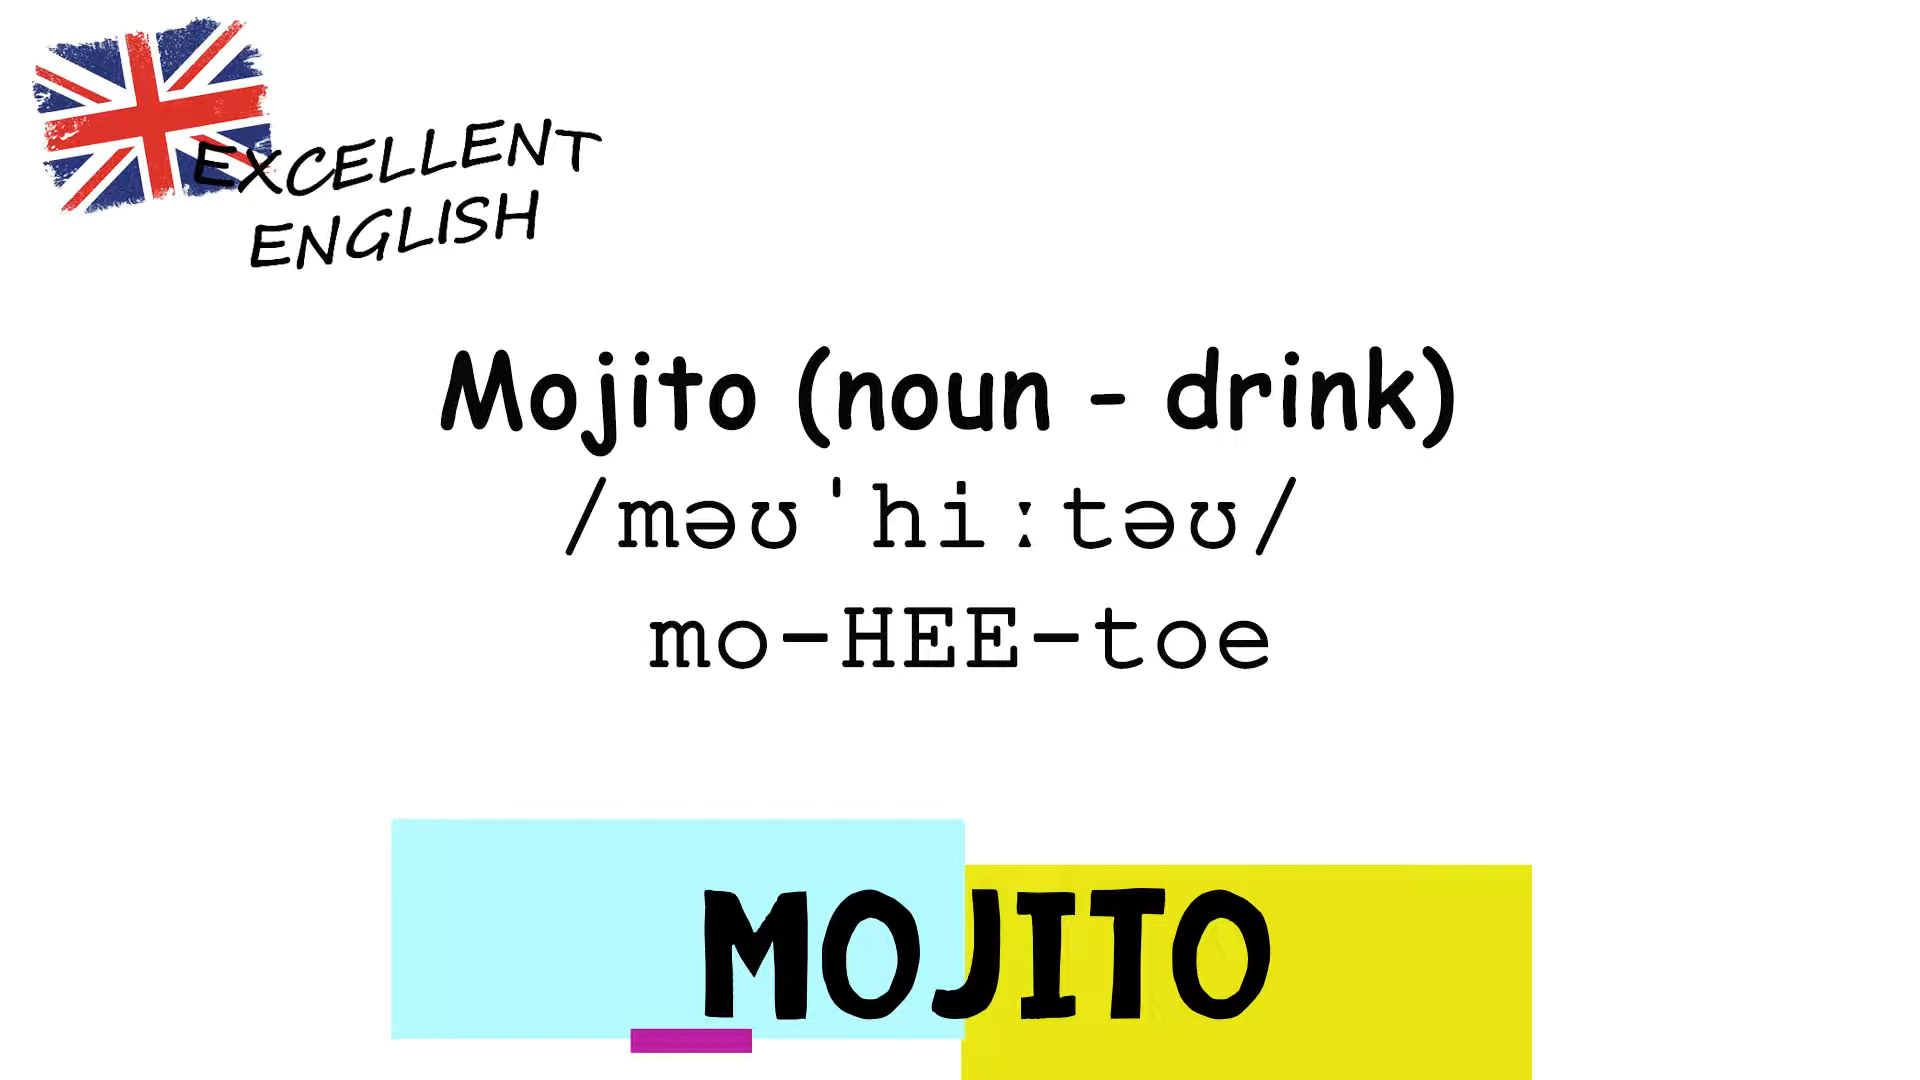 EXCELLENT
ENGLISH
Mojito (noun - drink)
/məʊˈhiːtəʊ/
mo-HEE-toe
MOJITO